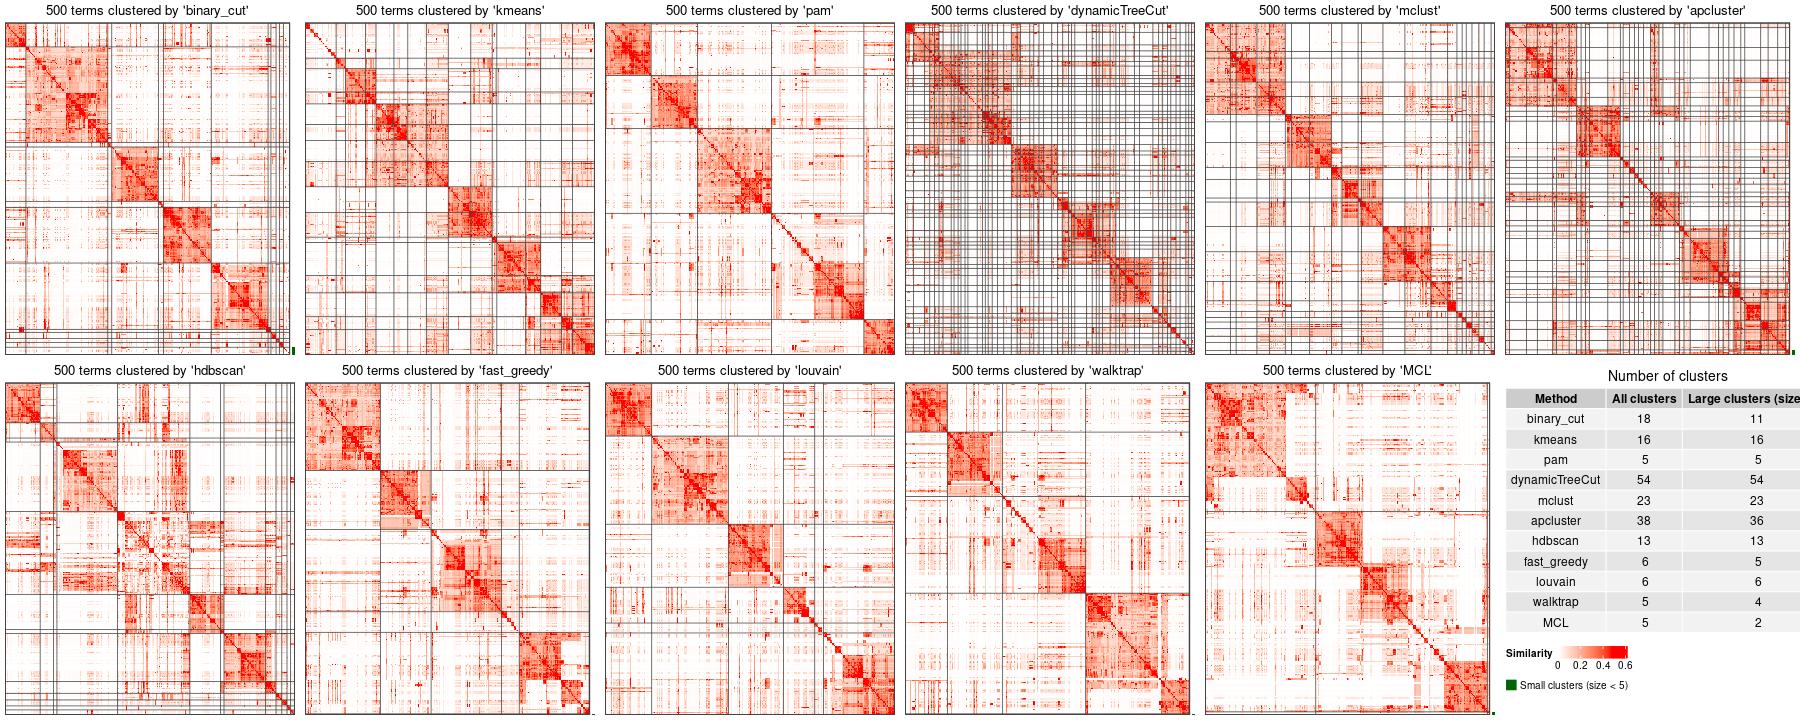 500 terms clustered by 'binary_cut'
500 terms clustered by 'kmeans'
500 terms clustered by 'pam'
500 terms clustered by 'dynamicTreeCut'
500 terms clustered by 'mclust'
500 terms clustered by 'apcluster'
500 terms clustered by 'hdbscan'
500 terms clustered by 'fast_greedy'
500 terms clustered by 'louvain'
500 terms clustered by 'walktrap'
500 terms clustered by 'MCL'
Number of clusters
Method All clusters Large clusters (size
binary_cut 18 11
kmeans 16 16
pam 5 5
dynamicTreeCut 54 54
mclust 23 23
apcluster 38 36
hdbscan 13 13
fast_greedy 6 5
louvain 6 6
walktrap 5 4
MCL 5 2
Similarity
0 0.2 0.4 0.6
Small clusters (size < 5)